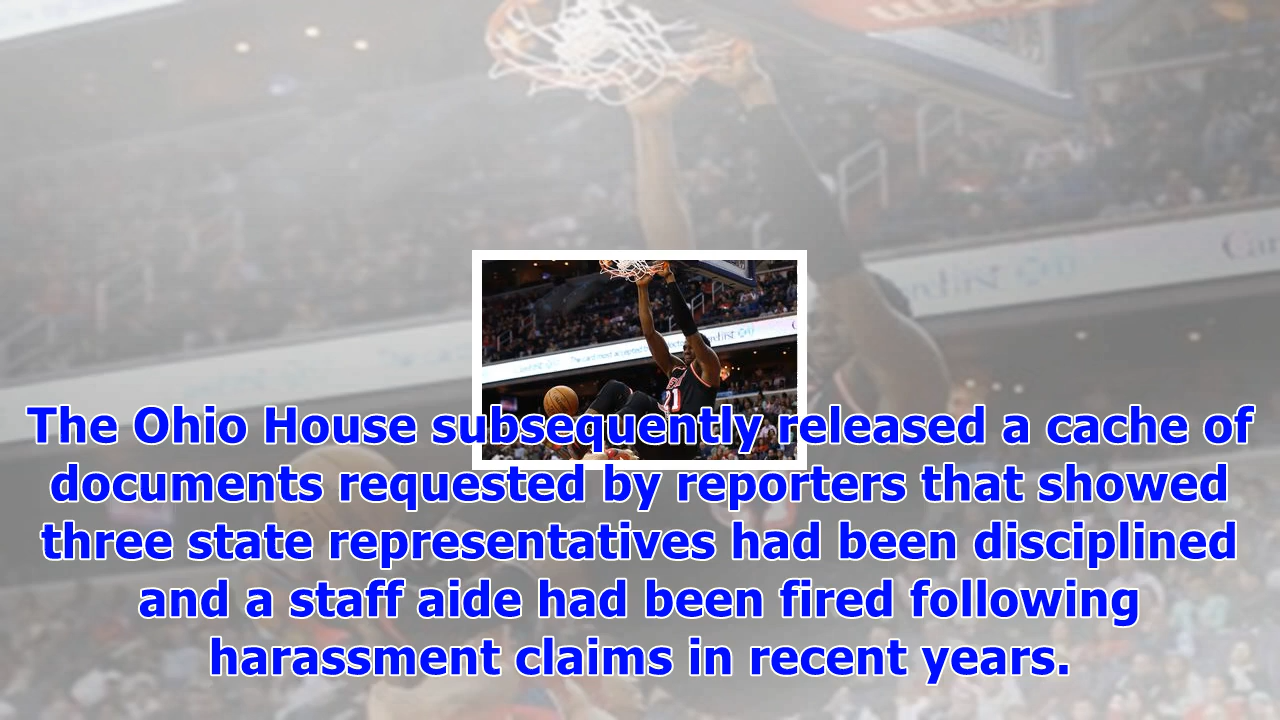 The Ohio House subsequently released a cache of
documents requested by reporters that showed
three state representatives had been disciplined
and a staff aide had been fired following
harassment claims in recent years.